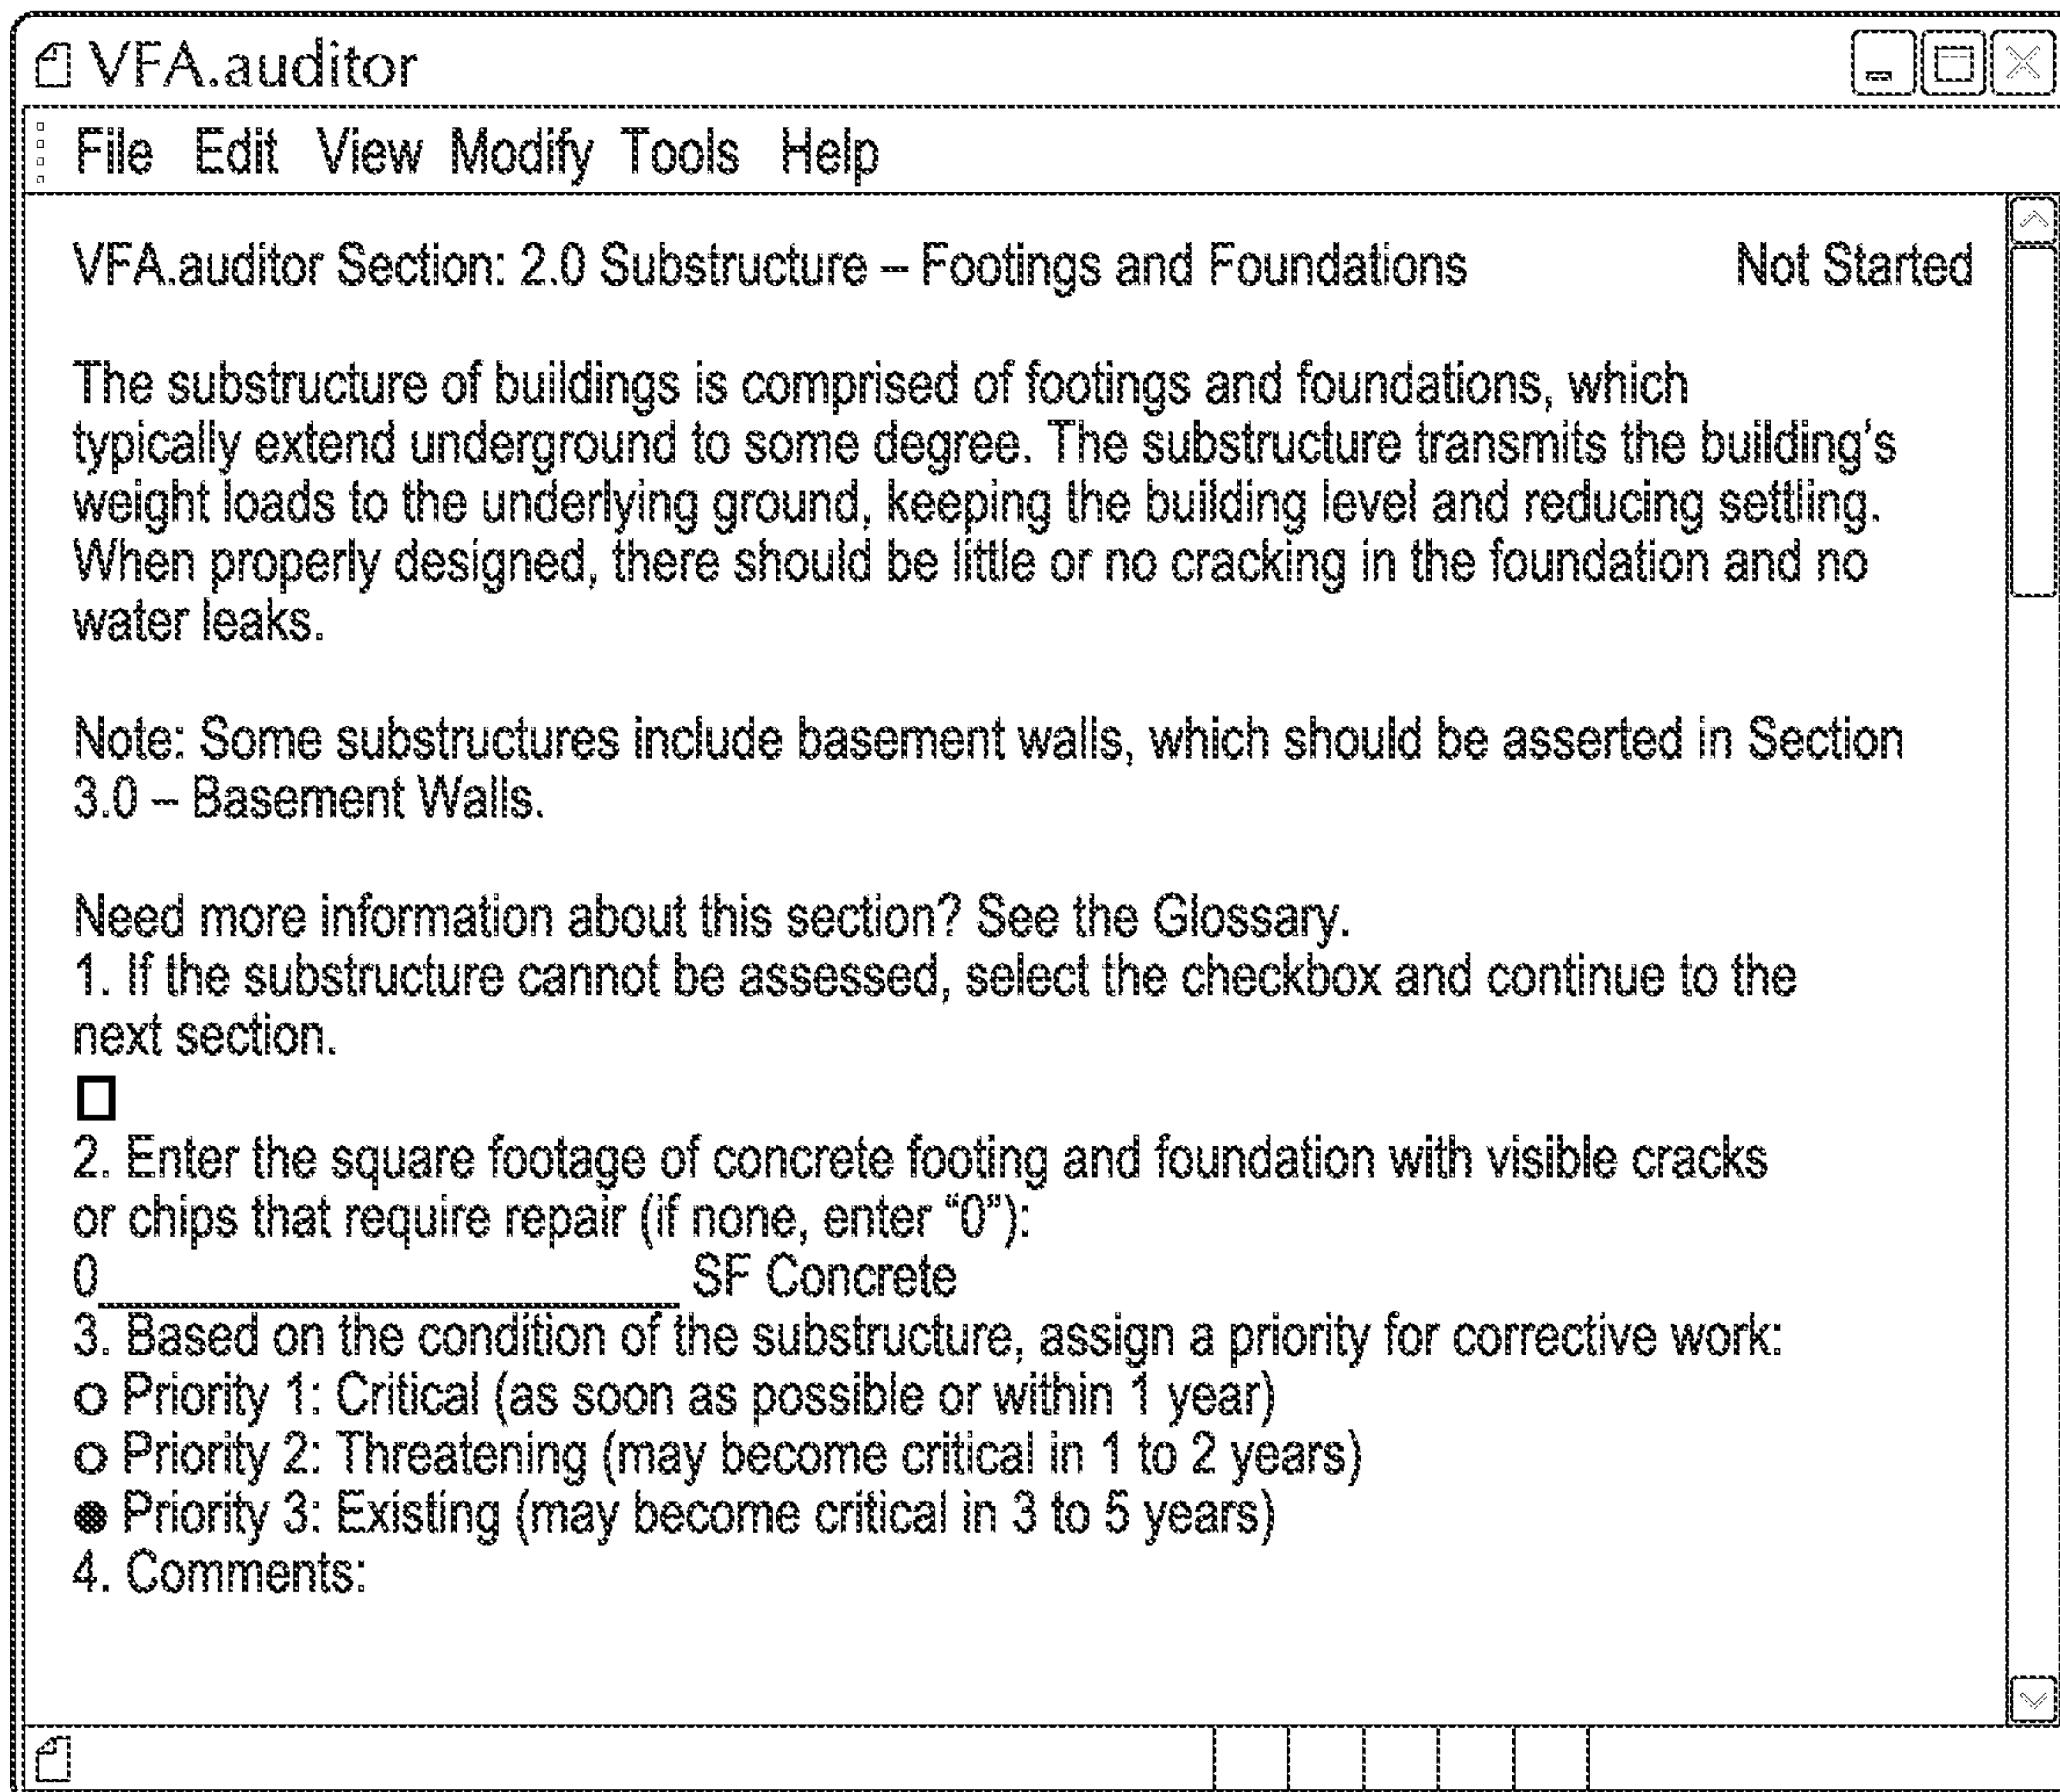 VFA.auditor
File Edit View Modify Tools Help
VFA.auditor Section: 2.0 Substructure – Footings and Foundations Not Started
The substructure of buildings is comprised of footings and foundations, which
typically extend underground to some degree. The substructure transmits the building's
weight loads to the underlying ground, keeping the building level and reducing settling.
When properly designed, there should be little or no cracking in the foundation and no
water leaks.
Note: Some substructures include basement walls, which should be asserted in Section
3.0 – Basement Walls.
Need more information about this section? See the Glossary.
1. If the substructure cannot be assessed, select the checkbox and continue to the
next section.
2. Enter the square footage of concrete footing and foundation with visible cracks
or chips that require repair (if none, enter “0”):
0______________________ SF Concrete
3. Based on the condition of the substructure, assign a priority for corrective work:
Priority 1: Critical (as soon as possible or within 1 year)
Priority 2: Threatening (may become critical in 1 to 2 years)
Priority 3: Existing (may become critical in 3 to 5 years)
4. Comments: